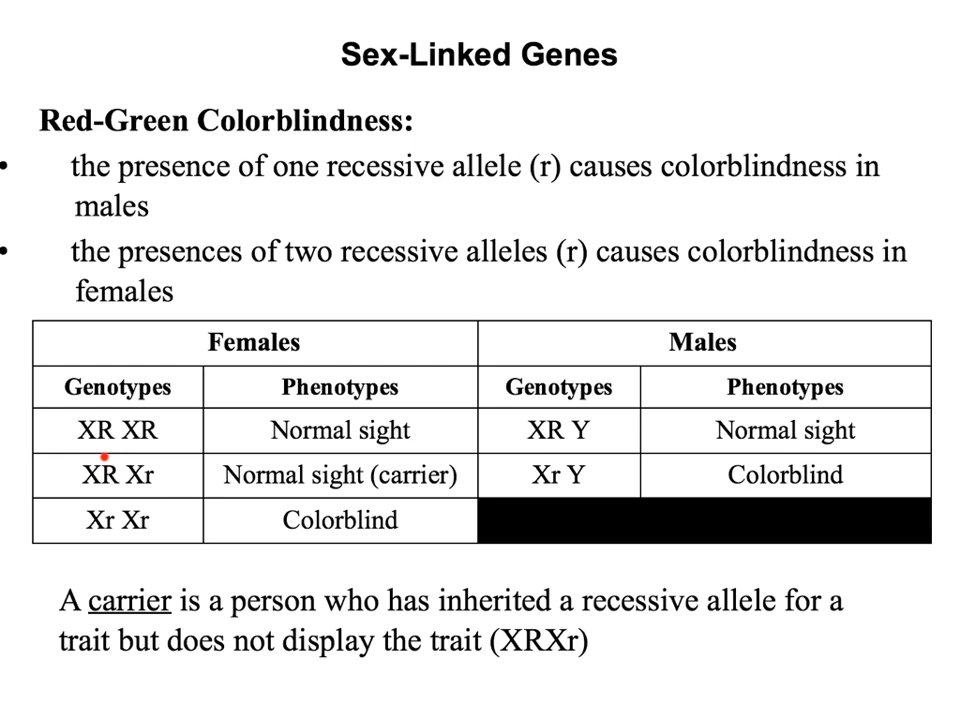 Sex-Linked Genes
Red-Green Colorblindness:
• the presence of one recessive allele (r) causes colorblindness in
males
• the presences of two recessive alleles (r) causes colorblindness in
females
Females Males
Genotypes Phenotypes Genotypes Phenotypes
XR XR Normal sight XR Y Normal sight
XR Xr Normal sight (carrier) Xr Y Colorblind
Xr Xr Colorblind
A carrier is a person who has inherited a recessive allele for a
trait but does not display the trait (XRXr)